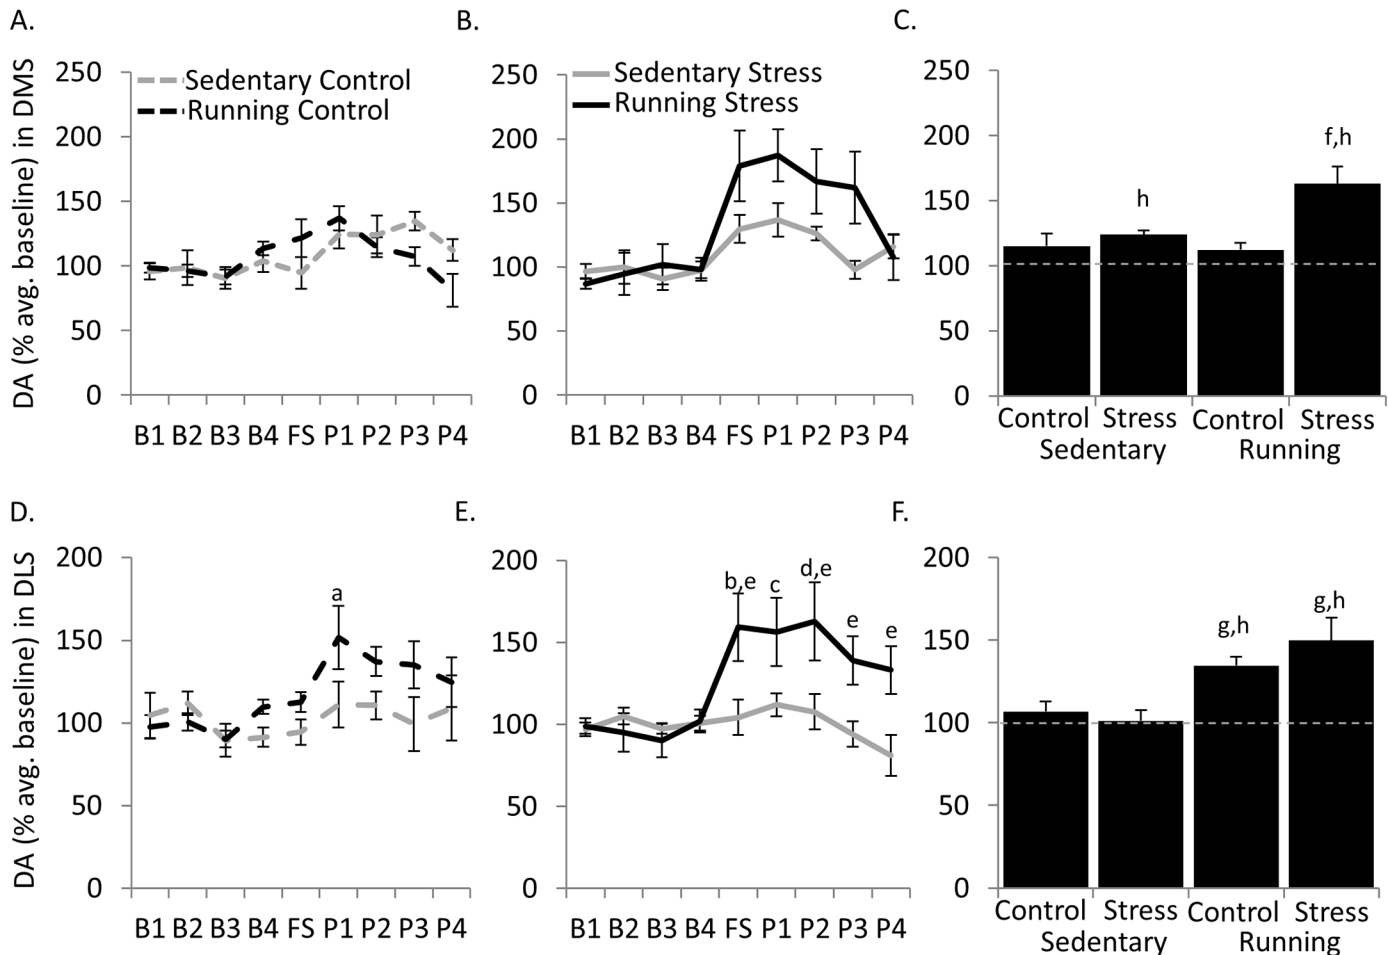 A.
DA (% avg. baseline) in DMS
250
200
150
100
50
0
Sedentary Control
Running Control
B1 B2 B3 B4 FS P1 P2 P3 P4
B.
250
200
150
100
50
0
Sedentary Stress
Running Stress
B1 B2 B3 B4 FS P1 P2 P3 P4
C.
250
200
150
100
50
0
h
f,h
Control Stress Control Stress
Sedentary Running
D.
DA (% avg. baseline) in DLS
200
150
100
50
0
a
B1 B2 B3 B4 FS P1 P2 P3 P4
E.
200
150
100
50
0
b,e
c
d,e
e
e
B1 B2 B3 B4 FS P1 P2 P3 P4
F.
200
150
100
50
0
g,h
g,h
Control Stress Control Stress
Sedentary Running